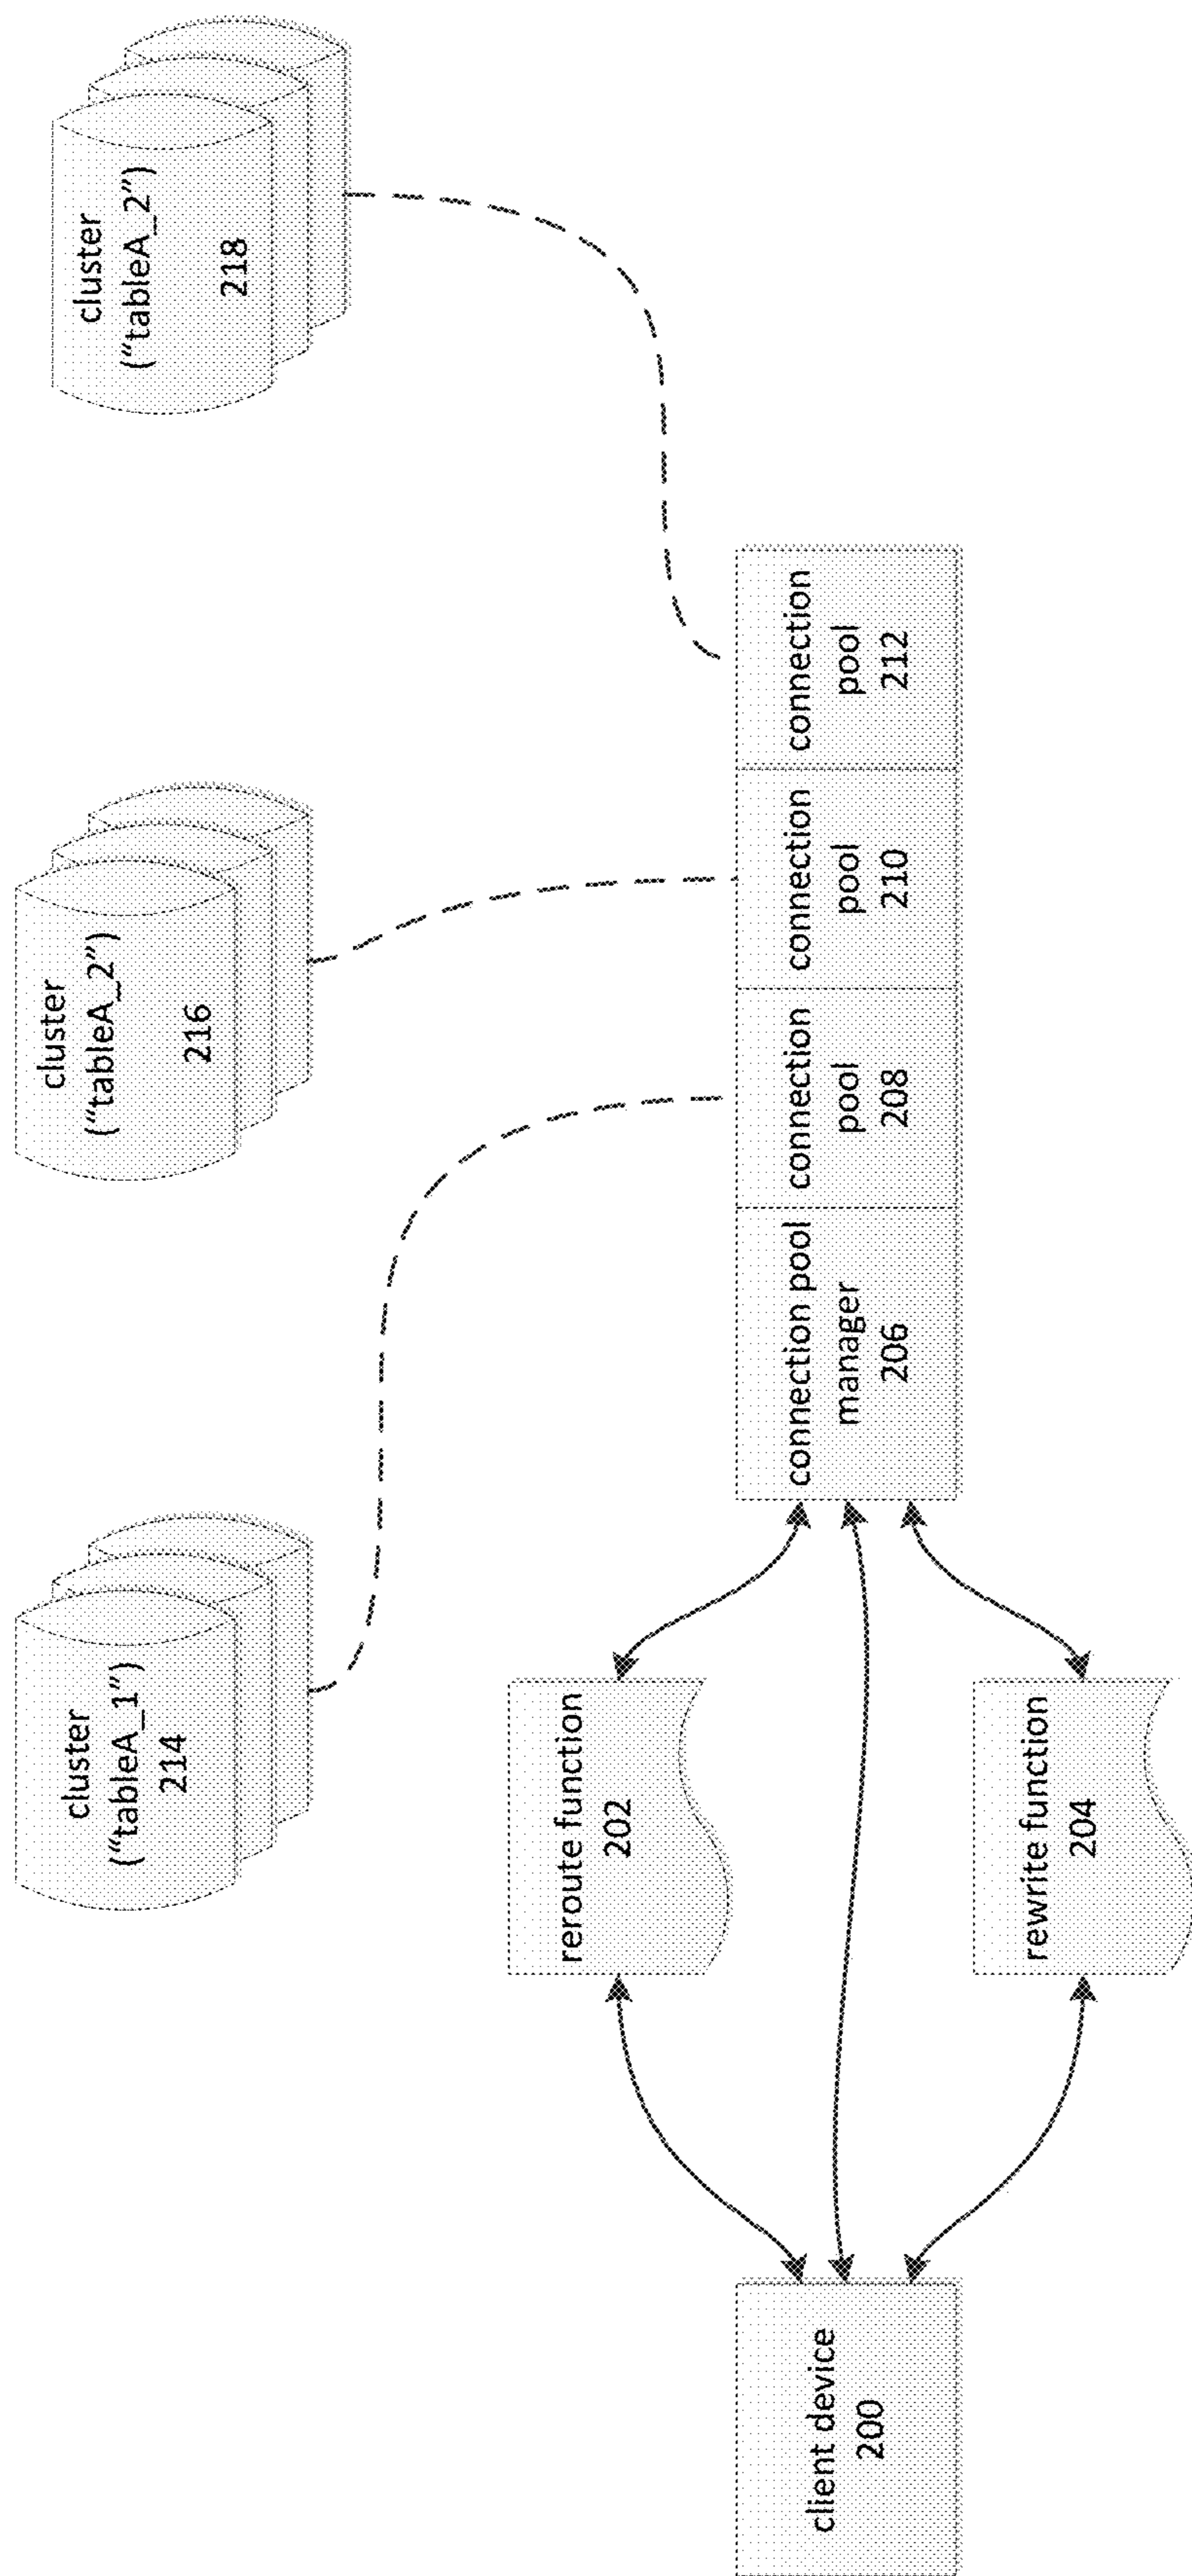 cluster
(“tableA_1”)
214
cluster
(“tableA_2”)
216
cluster
(“tableA_2”)
218
reroute function
202
client device
200
connection pool
manager
206
connection
pool
208
connection
pool
210
connection
pool
212
rewrite function
204